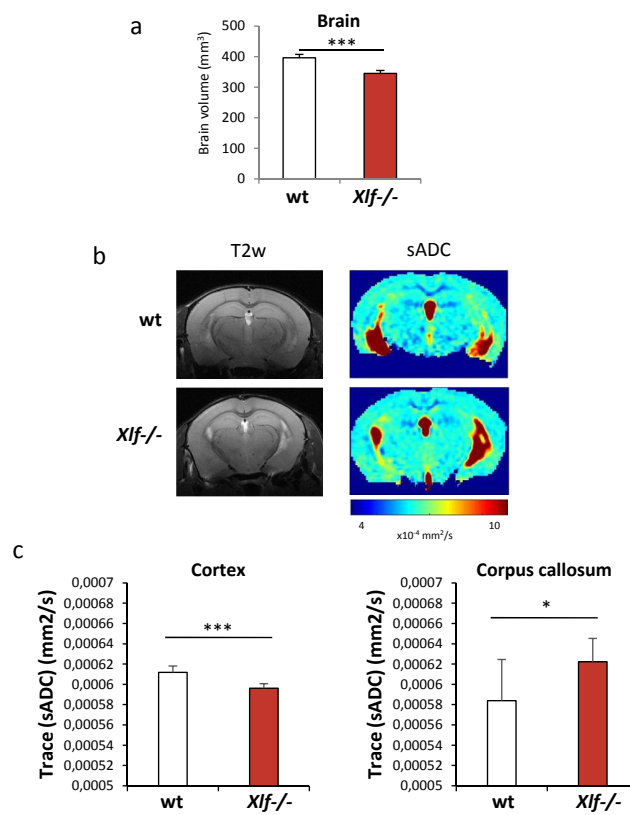 a
Brain
Brain volume (mm³)
500
400
300
200
100
0
***
wt
Xlf-/-
b
T2w
sADC
wt
Xlf-/-
4
10
x10⁻⁴ mm²/s
c
Cortex
Trace (sADC) (mm2/s)
0,0007
0,00068
0,00066
0,00064
0,00062
0,0006
0,00058
0,00056
0,00054
0,00052
0,0005
***
wt
Xlf-/-
Corpus callosum
Trace (sADC) (mm2/s)
0,0007
0,00068
0,00066
0,00064
0,00062
0,0006
0,00058
0,00056
0,00054
0,00052
0,0005
*
wt
Xlf-/-